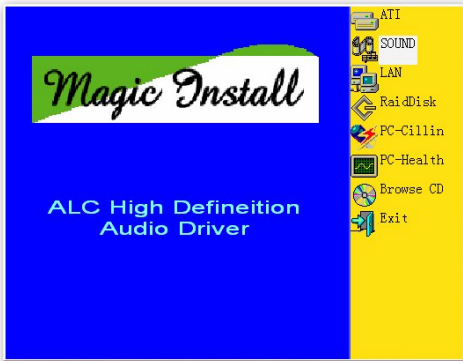 Magic Install
ALC High Defineition
Audio Driver
ATI
SOUND
LAN
RaidDisk
PC-Cillin
PC-Health
Browse CD
Exit